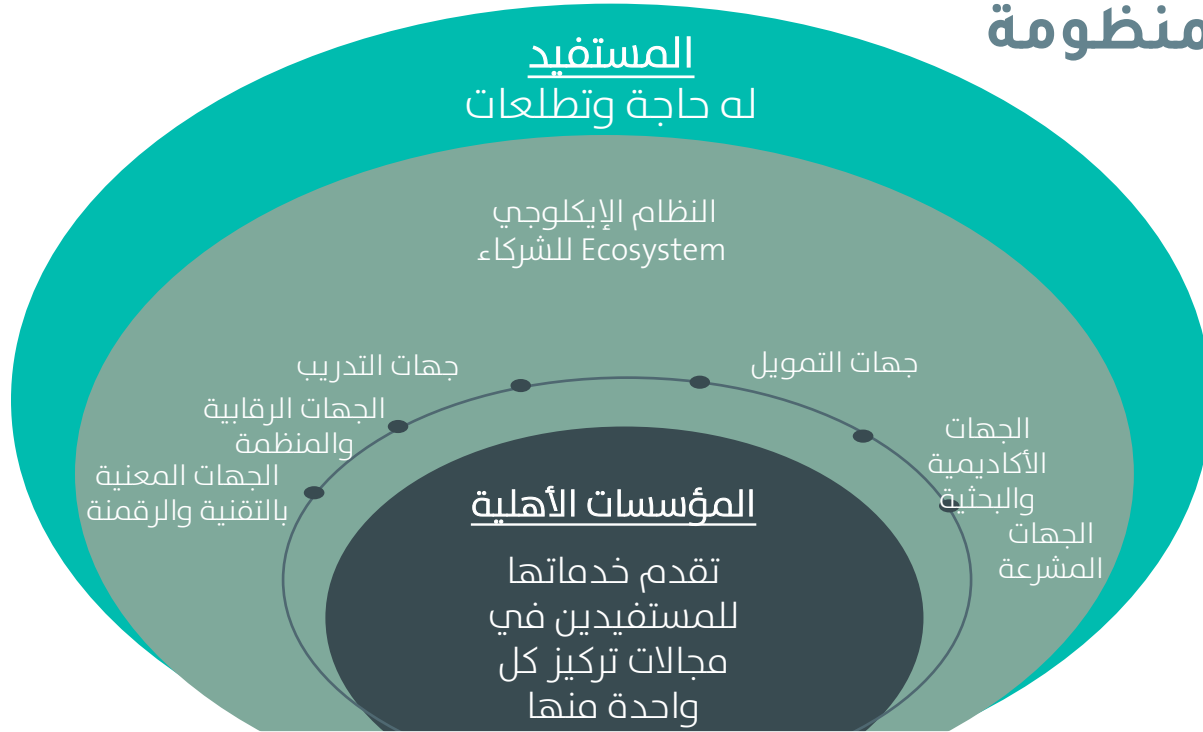 منظومة
المستفيد
له حاجة وتطلعات
النظام الإيكلوجي
Ecosystem للشركاء
جهات التمويل
جهات التدريب
الجهات الرقابية
والمنظمة
الجهات المعنية
بالتقنية والرقمنة
الجهات
الأكاديمية
والبحثية
الجهات
المشرعة
المؤسسات الأهلية
تقدم خدماتها
للمستفيدين في
مجالات تركيز كل
واحدة منها